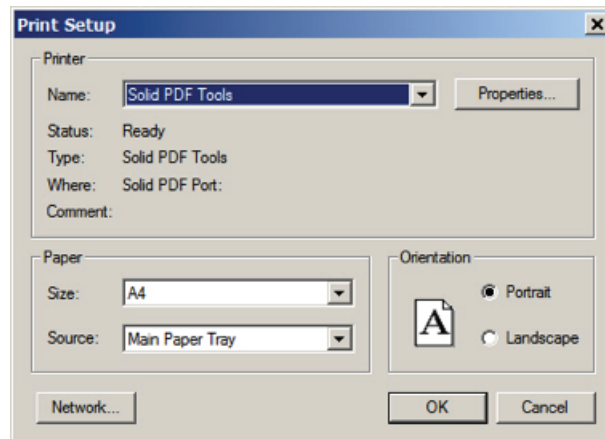 Print Setup
Printer
Name: Solid PDF Tools Properties...
Status: Ready
Type: Solid PDF Tools
Where: Solid PDF Port:
Comment:
Paper
Size: A4
Source: Main Paper Tray
Orientation
A
Portrait
Landscape
Network... OK Cancel